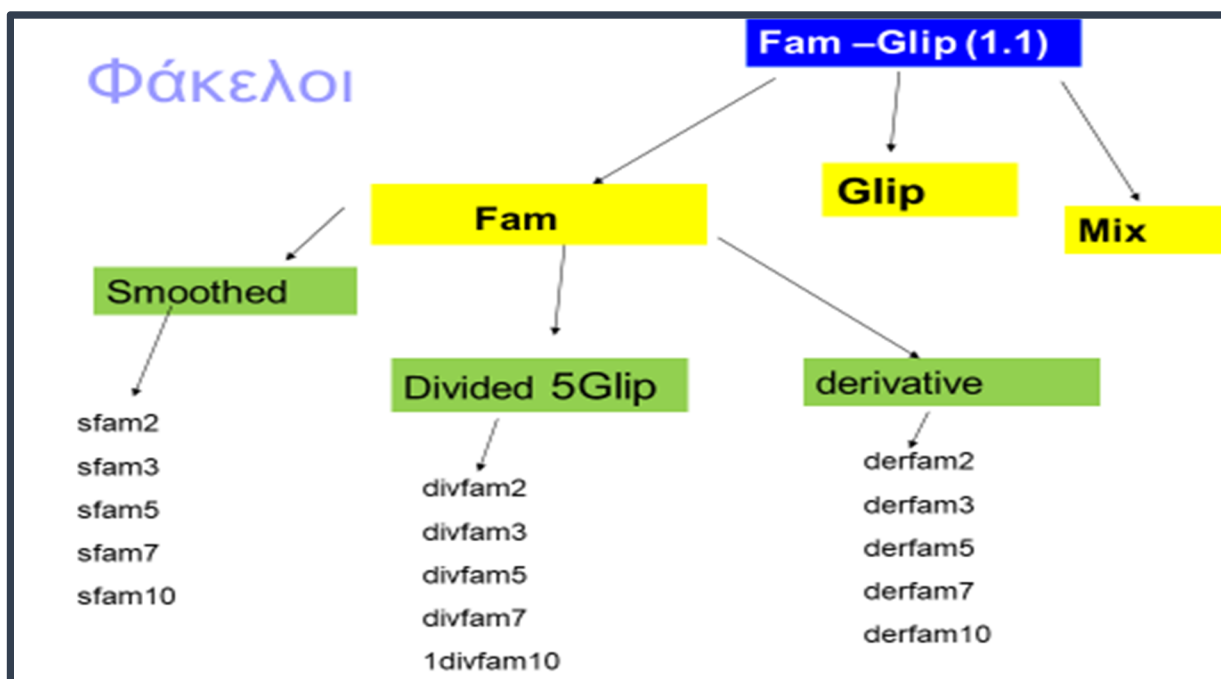 Φάκελοι
Fam –Glip (1.1)
Fam
Glip
Mix
Smoothed
sfam2
sfam3
sfam5
sfam7
sfam10
Divided 5Glip
divfam2
divfam3
divfam5
divfam7
1divfam10
derivative
derfam2
derfam3
derfam5
derfam7
derfam10